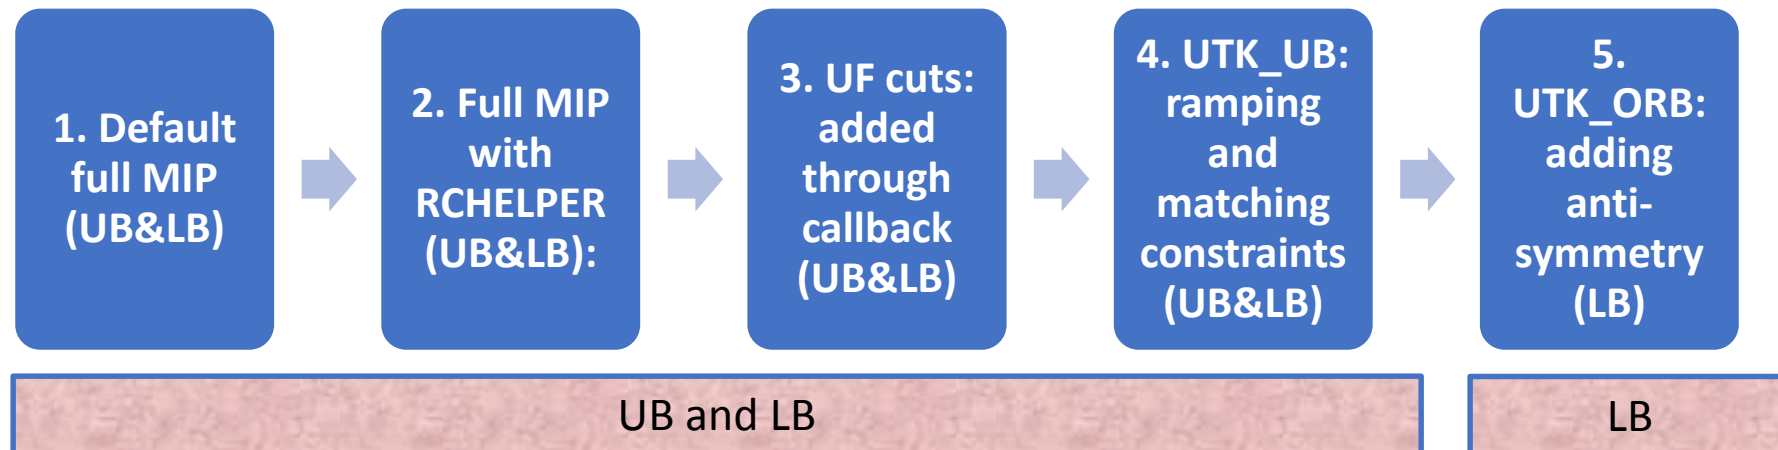 1. Default
full MIP
(UB&LB)
2. Full MIP
with
RCHELPER
(UB&LB):
3. UF cuts:
added
through
callback
(UB&LB)
4. UTK_UB:
ramping
and
matching
constraints
(UB&LB)
5.
UTK_ORB:
adding
anti-
symmetry
(LB)
UB and LB
LB